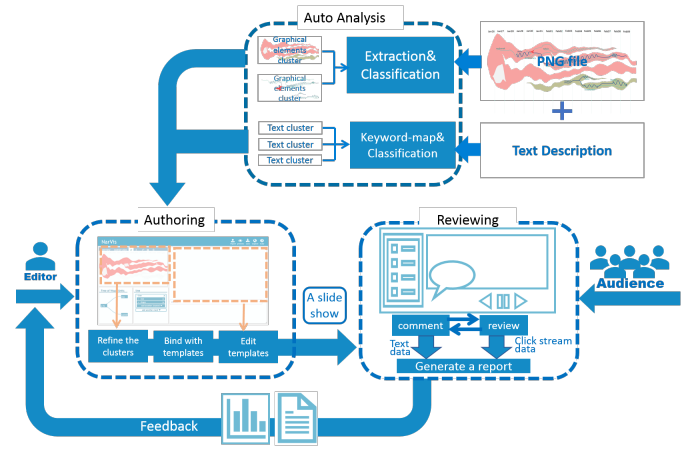 Auto Analysis
Graphical
elements
cluster
Extraction&
Classification
PNG file
Graphical
elements
cluster
Text cluster
Text cluster
Text cluster
Keyword-map&
Classification
Text Description
Authoring
Reviewing
NarVis
Editor
Audience
A slide
show
Refine the
clusters
Bind with
templates
Edit
templates
comment
review
Text
data
Click stream
data
Generate a report
Feedback